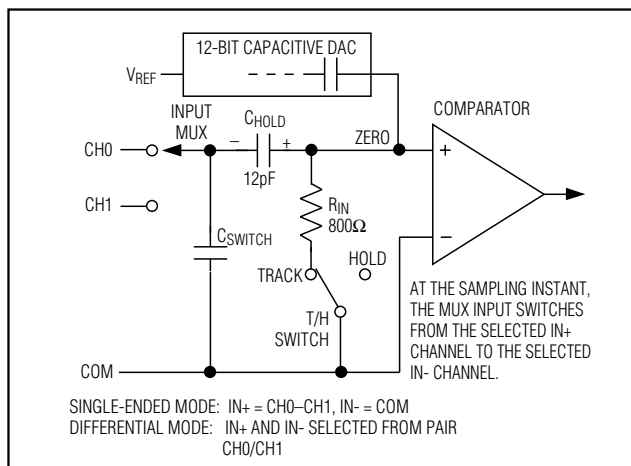 12-BIT CAPACITIVE DAC
VREF
INPUT
MUX
CHOLD
COMPARATOR
CH0
− +
ZERO
+
12pF
CH1
RIN
800Ω
CSWITCH
−
HOLD
TRACK
T/H
SWITCH
AT THE SAMPLING INSTANT,
THE MUX INPUT SWITCHES
FROM THE SELECTED IN+
CHANNEL TO THE SELECTED
IN- CHANNEL.
COM
SINGLE-ENDED MODE: IN+ = CH0–CH1, IN- = COM
DIFFERENTIAL MODE: IN+ AND IN- SELECTED FROM PAIR
CH0/CH1